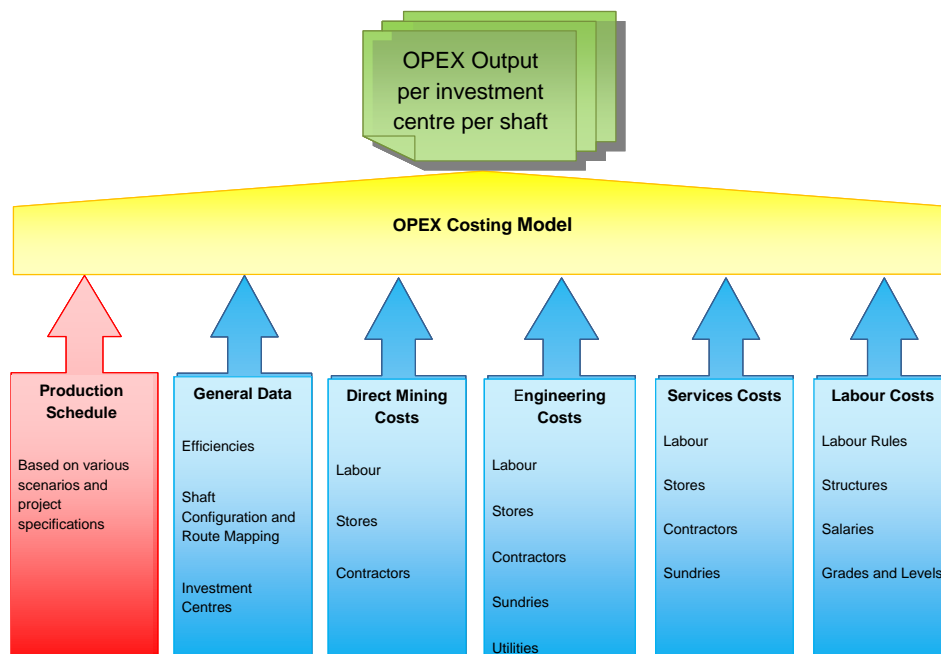 OPEX Output
per investment
centre per shaft
OPEX Costing Model
Production
Schedule
Based on various
scenarios and
project
specifications
General Data
Efficiencies
Shaft
Configuration and
Route Mapping
Investment
Centres
Direct Mining
Costs
Labour
Stores
Contractors
Engineering
Costs
Labour
Stores
Contractors
Sundries
Utilities
Services Costs
Labour
Stores
Contractors
Sundries
Labour Costs
Labour Rules
Structures
Salaries
Grades and Levels